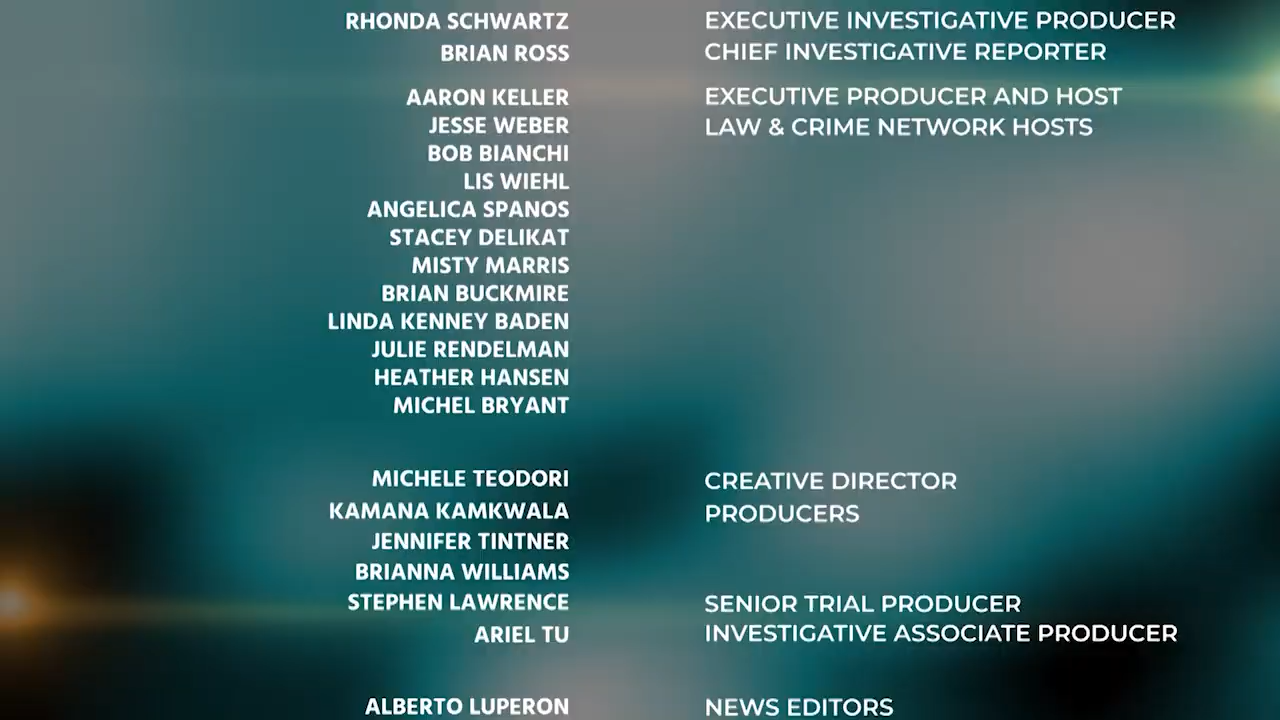 RHONDA SCHWARTZ EXECUTIVE INVESTIGATIVE PRODUCER
BRIAN ROSS CHIEF INVESTIGATIVE REPORTER
AARON KELLER EXECUTIVE PRODUCER AND HOST
JESSE WEBER LAW & CRIME NETWORK HOSTS
BOB BIANCHI
LIS WIEHL
ANGELICA SPANOS
STACEY DELIKAT
MISTY MARRIS
BRIAN BUCKMIRE
LINDA KENNEY BADEN
JULIE RENDELMAN
HEATHER HANSEN
MICHEL BRYANT
MICHELE TEODORI CREATIVE DIRECTOR
KAMANA KAMKWALA PRODUCERS
JENNIFER TINTNER
BRIANNA WILLIAMS
STEPHEN LAWRENCE SENIOR TRIAL PRODUCER
ARIEL TU INVESTIGATIVE ASSOCIATE PRODUCER
ALBERTO LUPERON NEWS EDITORS